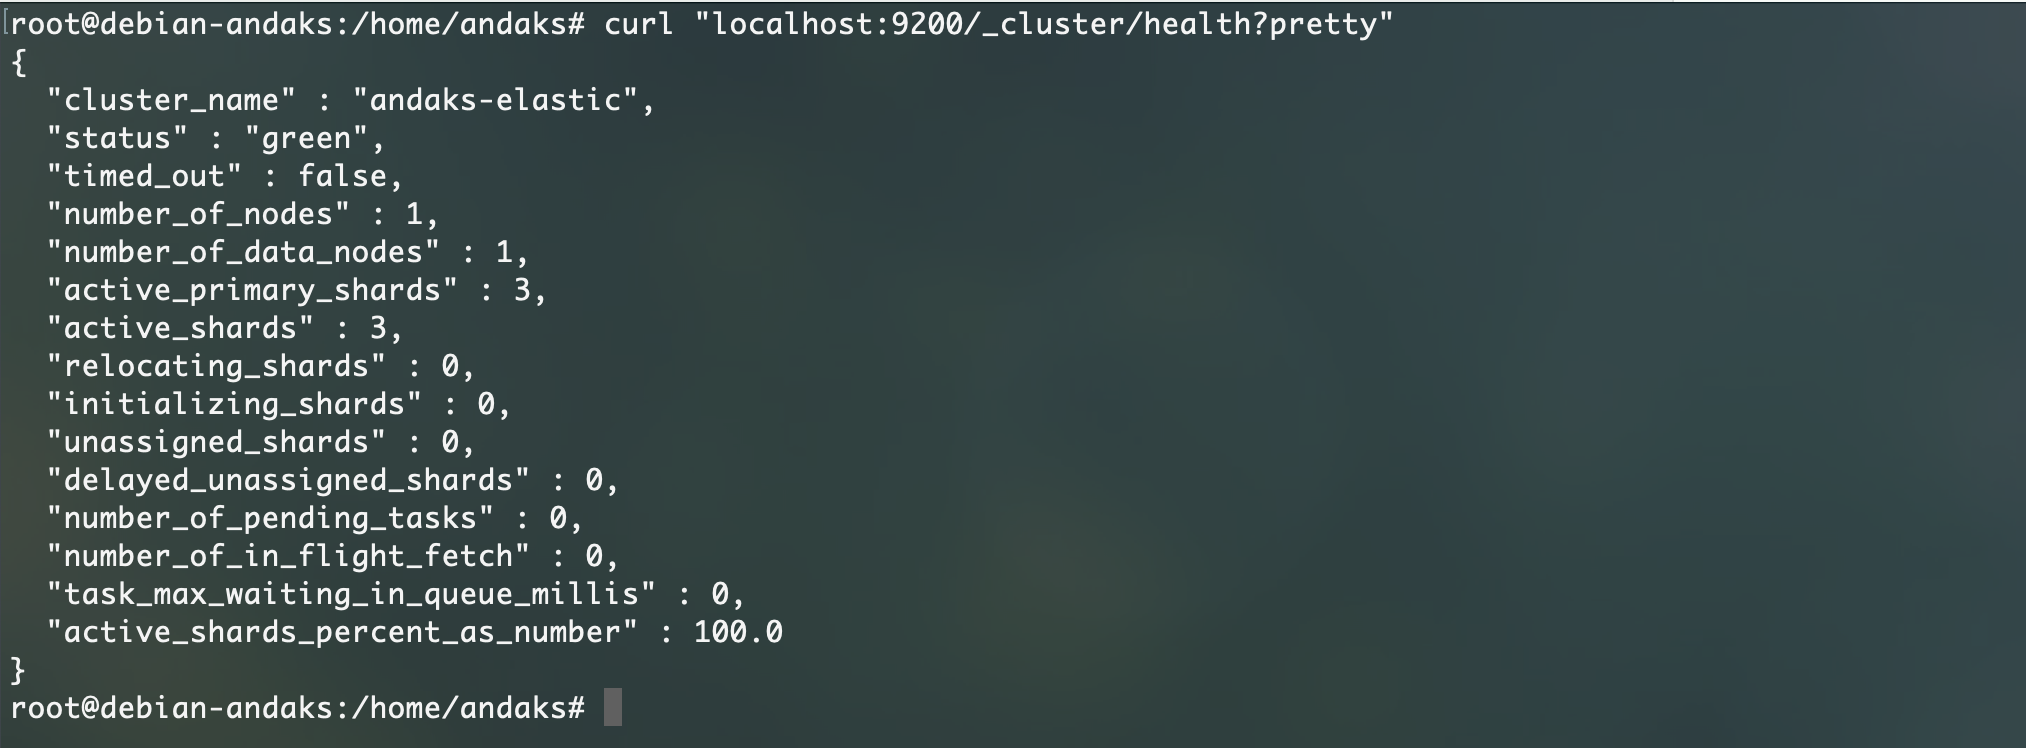 [root@debian-andaks:/home/andaks# curl "localhost:9200/_cluster/health?pretty"
{
  "cluster_name" : "andaks-elastic",
  "status" : "green",
  "timed_out" : false,
  "number_of_nodes" : 1,
  "number_of_data_nodes" : 1,
  "active_primary_shards" : 3,
  "active_shards" : 3,
  "relocating_shards" : 0,
  "initializing_shards" : 0,
  "unassigned_shards" : 0,
  "delayed_unassigned_shards" : 0,
  "number_of_pending_tasks" : 0,
  "number_of_in_flight_fetch" : 0,
  "task_max_waiting_in_queue_millis" : 0,
  "active_shards_percent_as_number" : 100.0
}
root@debian-andaks:/home/andaks#